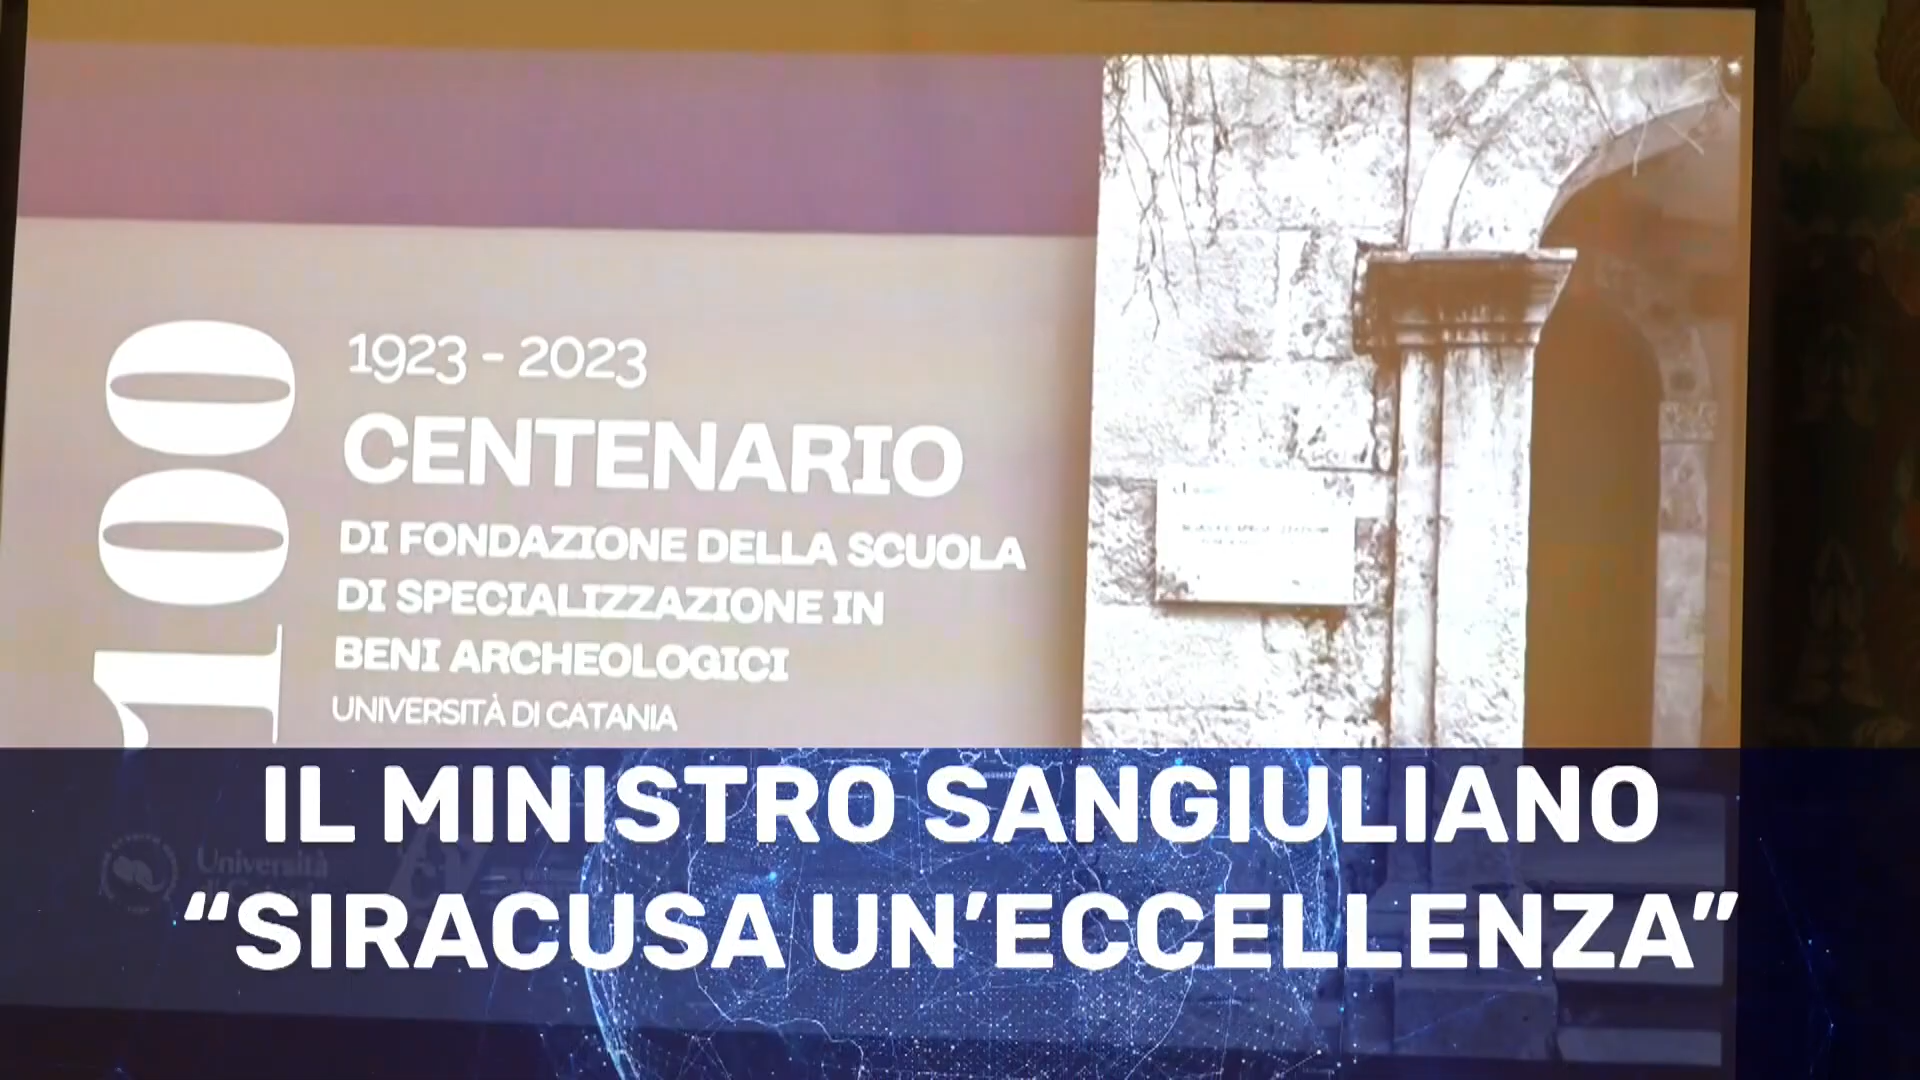 100
1923 - 2023
CENTENARIO
DI FONDAZIONE DELLA SCUOLA
DI SPECIALIZZAZIONE IN
BENI ARCHEOLOGICI
UNIVERSITÀ DI CATANIA
Università
IL MINISTRO SANGIULIANO
“SIRACUSA UN’ECCELLENZA”